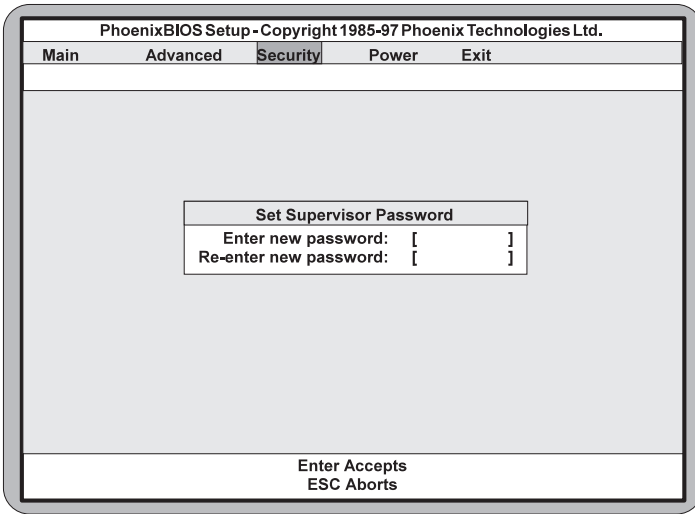 PhoenixBIOS Setup - Copyright 1985-97 Phoenix Technologies Ltd.
Main Advanced Security Power Exit
Set Supervisor Password
Enter new password: [ ]
Re-enter new password: [ ]
Enter Accepts
ESC Aborts